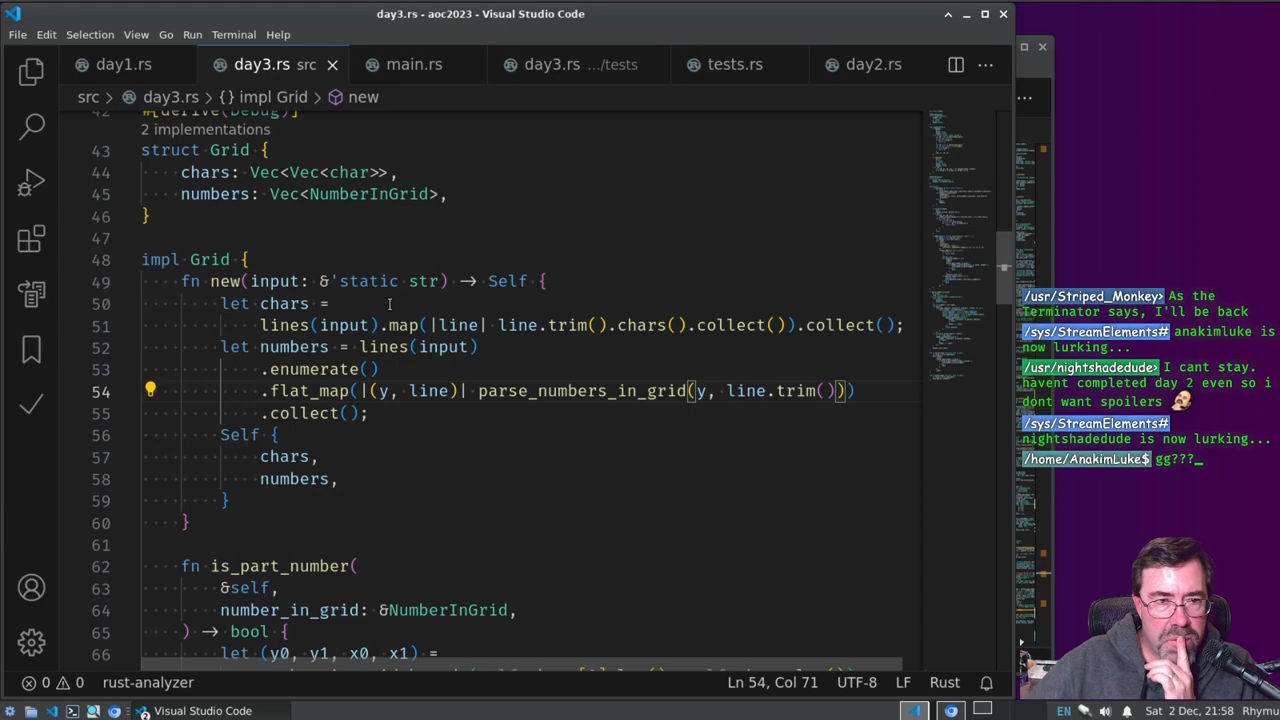 day3.rs - aoc2023 - Visual Studio Code
File Edit Selection View Go Run Terminal Help
day1.rs day3.rs src main.rs day3.rs .../tests tests.rs day2.rs
src > day3.rs > {} impl Grid > new
42 #[derive(Debug)]
2 implementations
43 struct Grid {
44 chars: Vec<Vec<char>>,
45 numbers: Vec<NumberInGrid>,
46 }
47
48 impl Grid {
49 fn new(input: &'static str) → Self {
50 let chars =
51 lines(input).map(|line| line.trim().chars().collect()).collect();
52 let numbers = lines(input)
53 .enumerate()
54 .flat_map(|(y, line)| parse_numbers_in_grid(y, line.trim()))
55 .collect();
56 Self {
57 chars,
58 numbers,
59 }
60 }
61
62 fn is_part_number(
63 &self,
64 number_in_grid: &NumberInGrid,
65 ) → bool {
66 let (y0, y1, x0, x1) =
/usr/Striped_Monkey> As the
Terminator says, I'll be back
/sys/StreamElements# anakimluke is
now lurking...
/usr/nightshadedude> I cant stay.
havent completed day 2 even so i
dont want spoilers
/sys/StreamElements#
nightshadedude is now lurking...
/home/AnakimLuke$ gg???_
0 0 rust-analyzer Ln 54, Col 71 UTF-8 LF Rust
Visual Studio Code EN Sat 2 Dec, 21:58 Rhymu